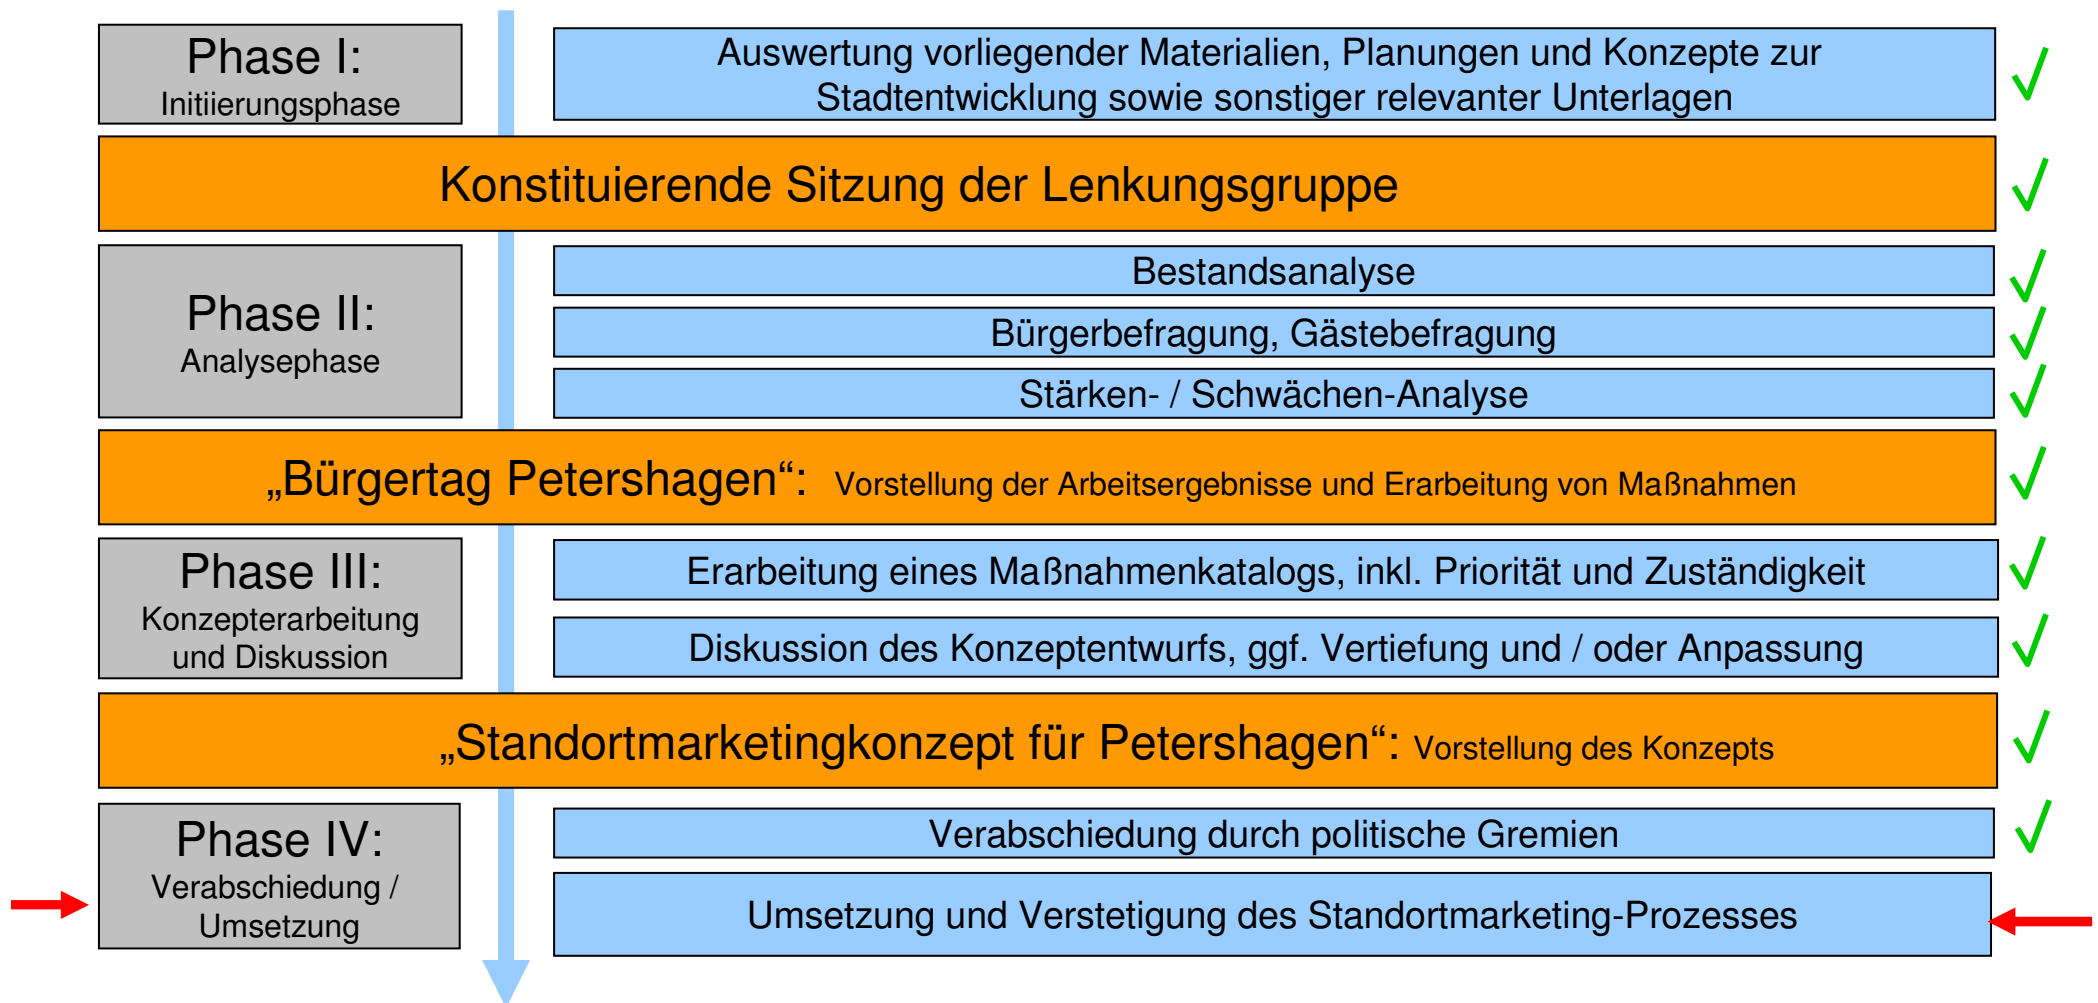 Phase I:
Initiierungsphase
Auswertung vorliegender Materialien, Planungen und Konzepte zur
Stadtentwicklung sowie sonstiger relevanter Unterlagen
Konstituierende Sitzung der Lenkungsgruppe
Phase II:
Analysephase
Bestandsanalyse
Bürgerbefragung, Gästebefragung
Stärken- / Schwächen-Analyse
„Bürgertag Petershagen“: Vorstellung der Arbeitsergebnisse und Erarbeitung von Maßnahmen
Phase III:
Konzepterarbeitung
und Diskussion
Erarbeitung eines Maßnahmenkatalogs, inkl. Priorität und Zuständigkeit
Diskussion des Konzeptentwurfs, ggf. Vertiefung und / oder Anpassung
„Standortmarketingkonzept für Petershagen“: Vorstellung des Konzepts
Phase IV:
Verabschiedung /
Umsetzung
Verabschiedung durch politische Gremien
Umsetzung und Verstetigung des Standortmarketing-Prozesses